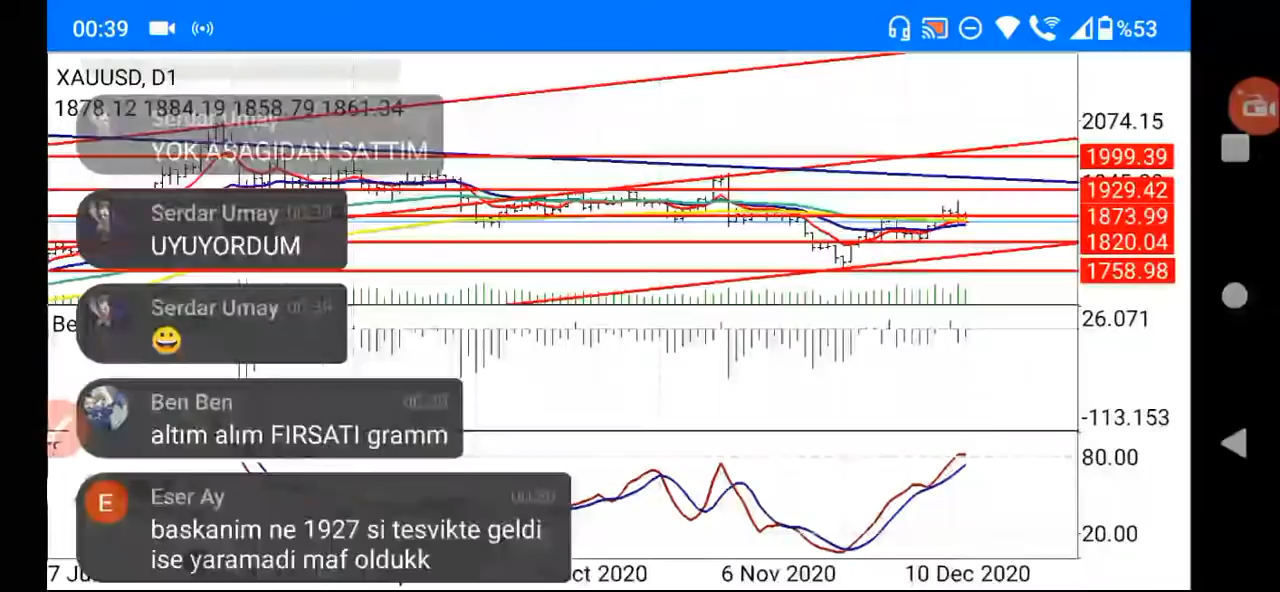 00:39
%53
XAUUSD, D1
1878.12 1884.19 1858.79 1861.34
Serdar Umay
YOK ASAGIDAN SATTIM
Serdar Umay
UYUYORDUM
Serdar Umay
😀
Ben Ben
altım alım FIRSATI gramm
E
Eser Ay
baskanim ne 1927 si tesvikte geldi
ise yaramadi maf oldukk
2074.15
1999.39
1929.42
1873.99
1820.04
1758.98
Be
26.071
-113.153
80.00
20.00
2020
6 Nov 2020
10 Dec 2020